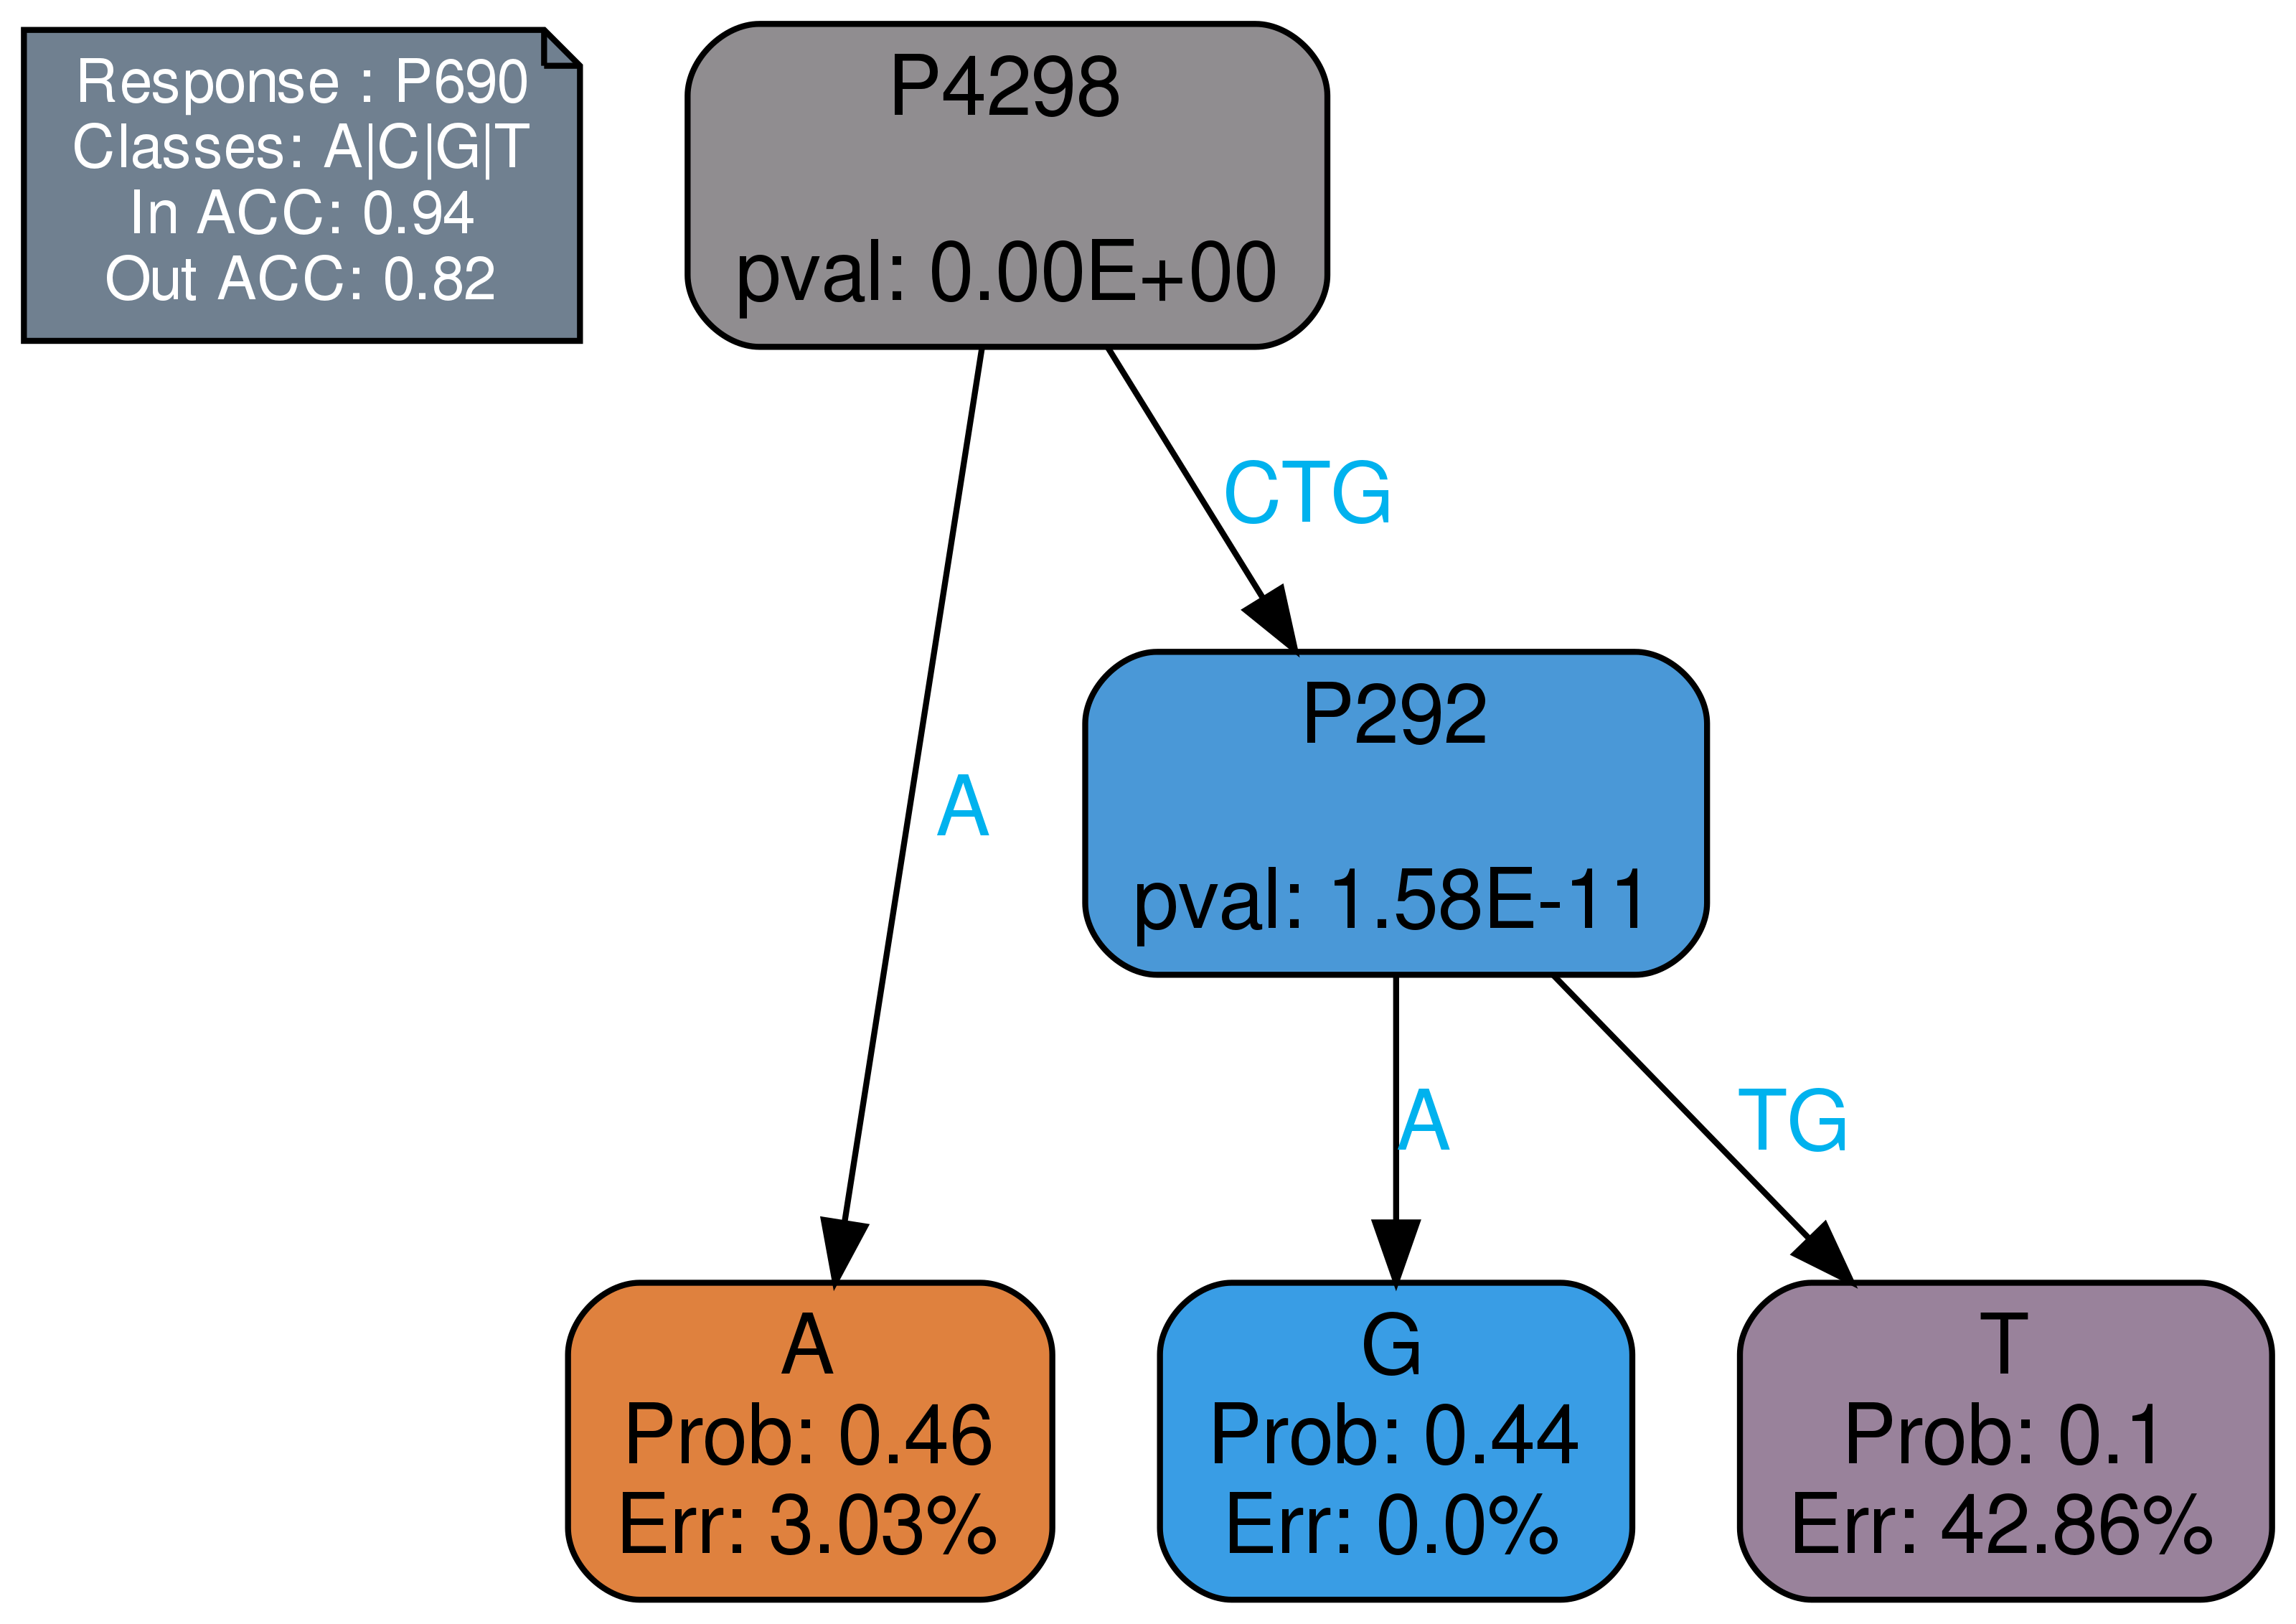 Response : P690
Classes: A|C|G|T
In ACC: 0.94
Out ACC: 0.82
P4298
pval: 0.00E+00
CTG
A
P292
pval: 1.58E-11
A
TG
A
Prob: 0.46
Err: 3.03%
G
Prob: 0.44
Err: 0.0%
T
Prob: 0.1
Err: 42.86%